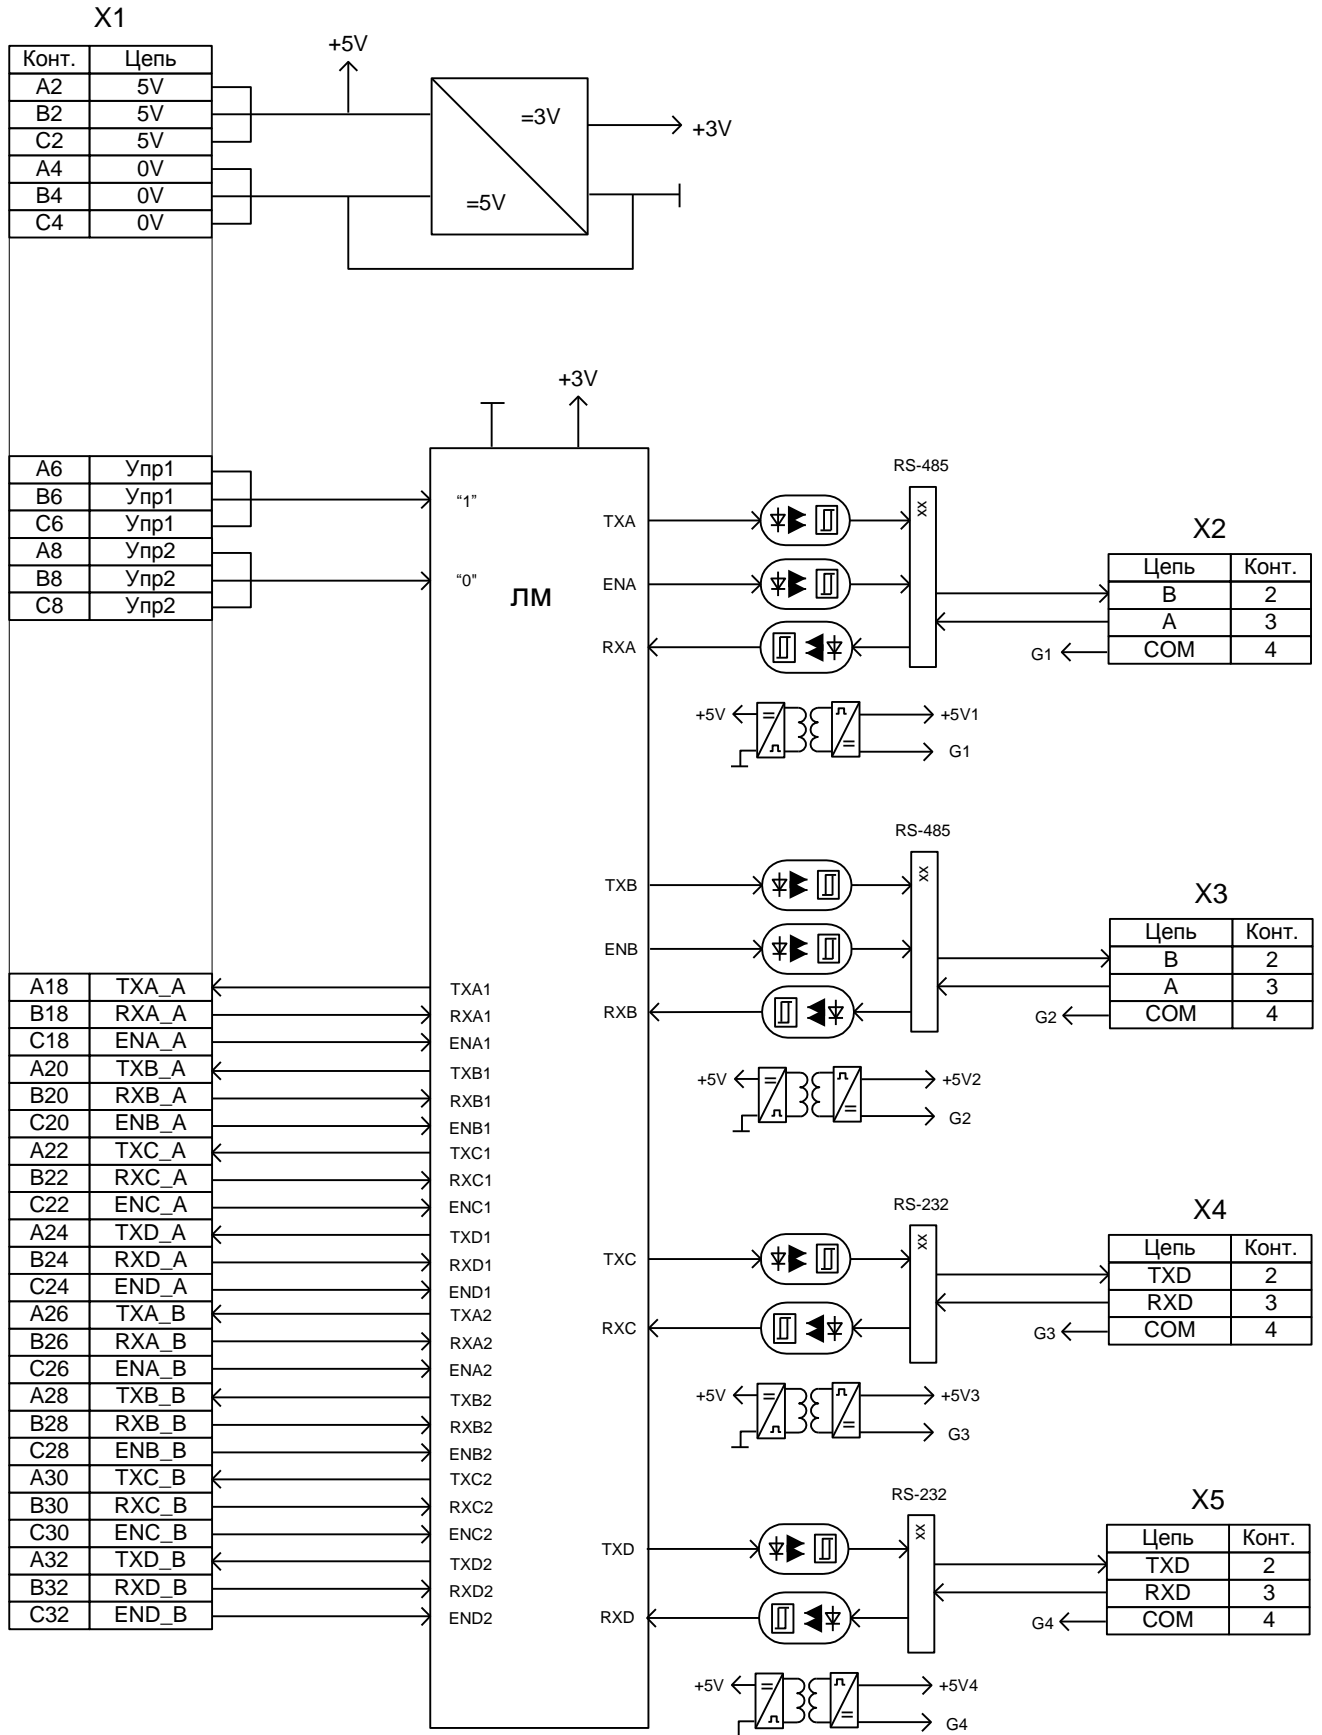 X1
Конт. Цепь
A2 5V
B2 5V
C2 5V
A4 0V
B4 0V
C4 0V
+5V
=3V
=5V
+3V
A6 Упр1
B6 Упр1
C6 Упр1
A8 Упр2
B8 Упр2
C8 Упр2
+3V
"1"
"0"
ЛМ
TXA
ENA
RXA
RS-485
xx
X2
Цепь Конт.
B 2
A 3
COM 4
G1
+5V
+5V1
G1
TXB
ENB
RXB
RS-485
xx
X3
Цепь Конт.
B 2
A 3
COM 4
G2
+5V
+5V2
G2
A18 TXA_A TXA1
B18 RXA_A RXA1
C18 ENA_A ENA1
A20 TXB_A TXB1
B20 RXB_A RXB1
C20 ENB_A ENB1
A22 TXC_A TXC1
B22 RXC_A RXC1
C22 ENC_A ENC1
A24 TXD_A TXD1
B24 RXD_A RXD1
C24 END_A END1
A26 TXA_B TXA2
B26 RXA_B RXA2
C26 ENA_B ENA2
A28 TXB_B TXB2
B28 RXB_B RXB2
C28 ENB_B ENB2
A30 TXC_B TXC2
B30 RXC_B RXC2
C30 ENC_B ENC2
A32 TXD_B TXD2
B32 RXD_B RXD2
C32 END_B END2
TXC
RXC
RS-232
xx
X4
Цепь Конт.
TXD 2
RXD 3
COM 4
G3
+5V
+5V3
G3
TXD
RXD
RS-232
xx
X5
Цепь Конт.
TXD 2
RXD 3
COM 4
G4
+5V
+5V4
G4